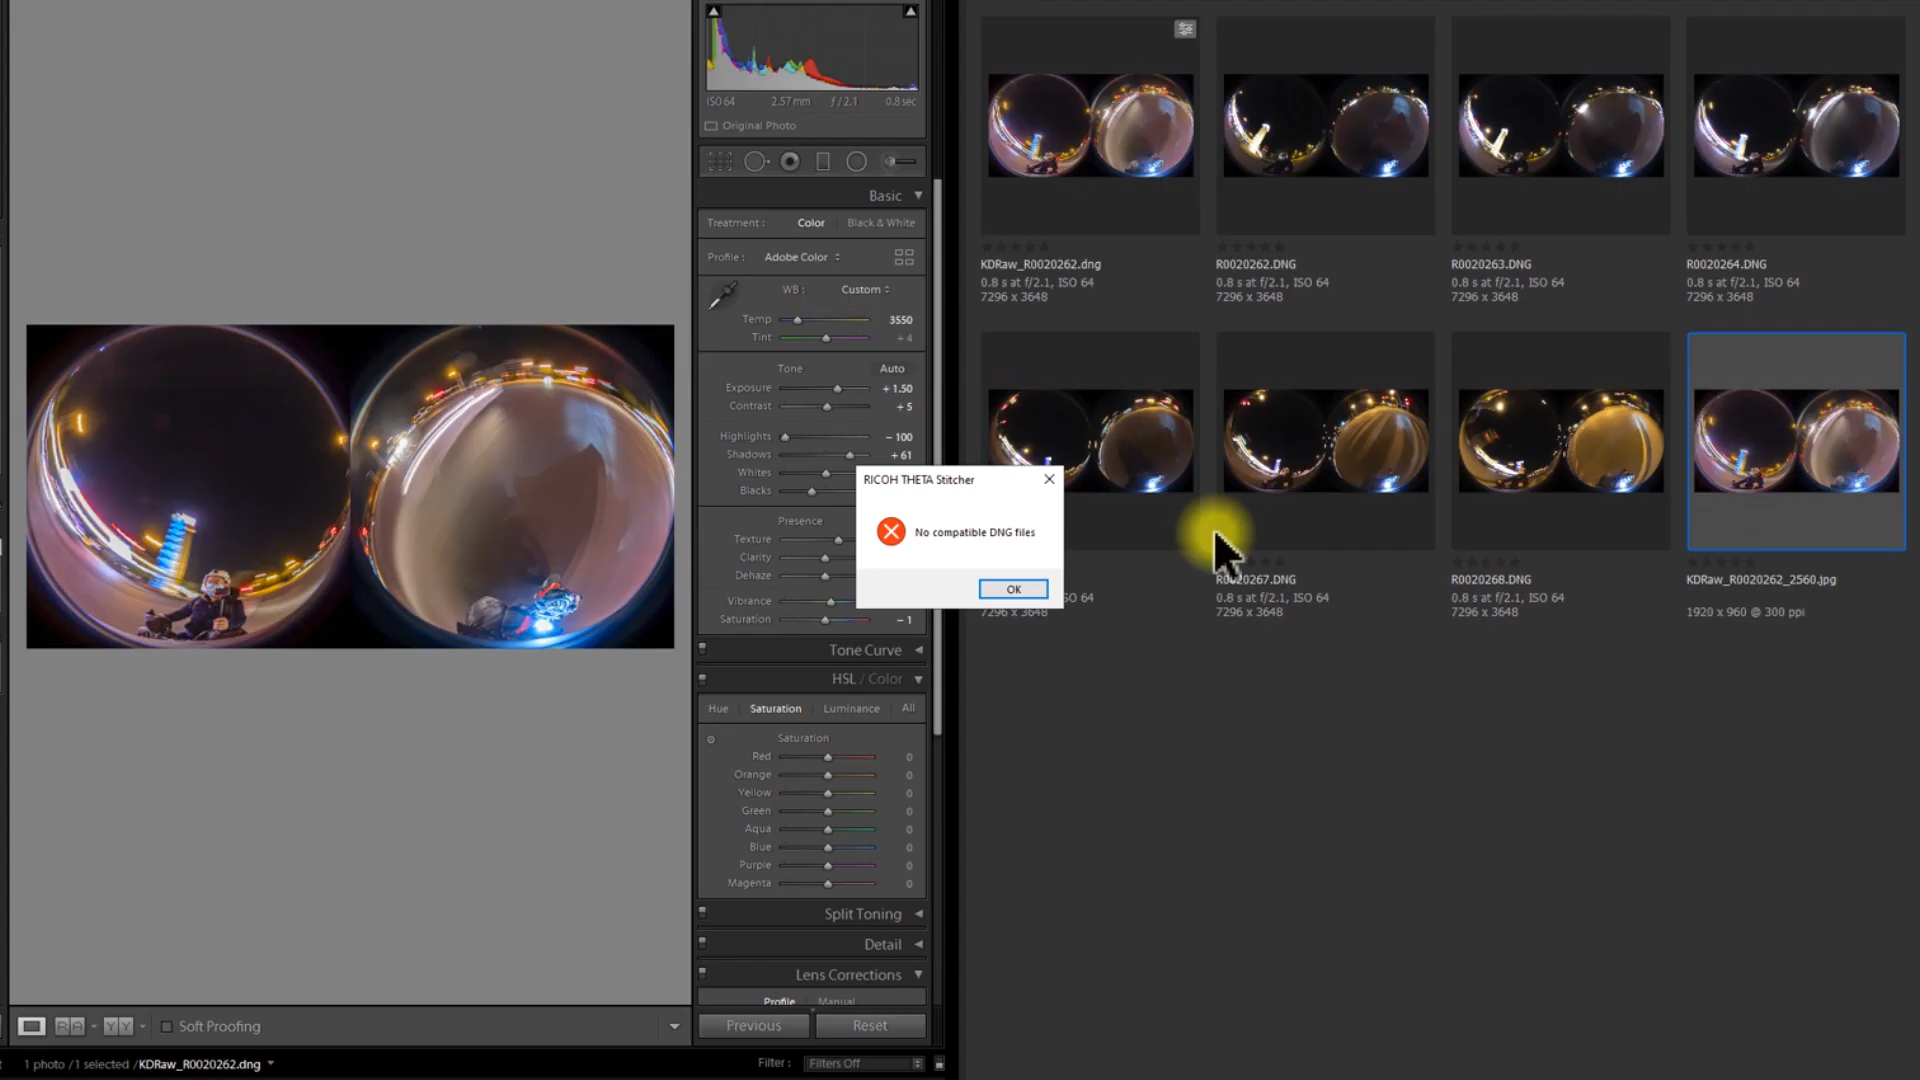 ISO 64 2.57 mm ƒ / 2.1 0.8 sec
Original Photo
Basic
Treatment : Color Black & White
Profile : Adobe Color
WB : Custom
Temp 3550
Tint + 4
Tone Auto
Exposure + 1.50
Contrast + 5
Highlights − 100
Shadows + 61
Whites
Blacks
Presence
Texture
Clarity
Dehaze
Vibrance
Saturation − 1
Tone Curve
HSL / Color
Hue Saturation Luminance All
Saturation
Red 0
Orange 0
Yellow 0
Green 0
Aqua 0
Blue 0
Purple 0
Magenta 0
Split Toning
Detail
Lens Corrections
Profile Manual
Previous Reset
R A Y Y Soft Proofing
1 photo / 1 selected / KDRaw_R0020262.dng
Filter : Filters Off
RICOH THETA Stitcher
No compatible DNG files
OK
KDRaw_R0020262.dng
0.8 s at f/2.1, ISO 64
7296 x 3648
R0020262.DNG
0.8 s at f/2.1, ISO 64
7296 x 3648
R0020263.DNG
0.8 s at f/2.1, ISO 64
7296 x 3648
R0020264.DNG
0.8 s at f/2.1, ISO 64
7296 x 3648
SO 64
7296 x 3648
R0020267.DNG
0.8 s at f/2.1, ISO 64
7296 x 3648
R0020268.DNG
0.8 s at f/2.1, ISO 64
7296 x 3648
KDRaw_R0020262_2560.jpg
1920 x 960 @ 300 ppi